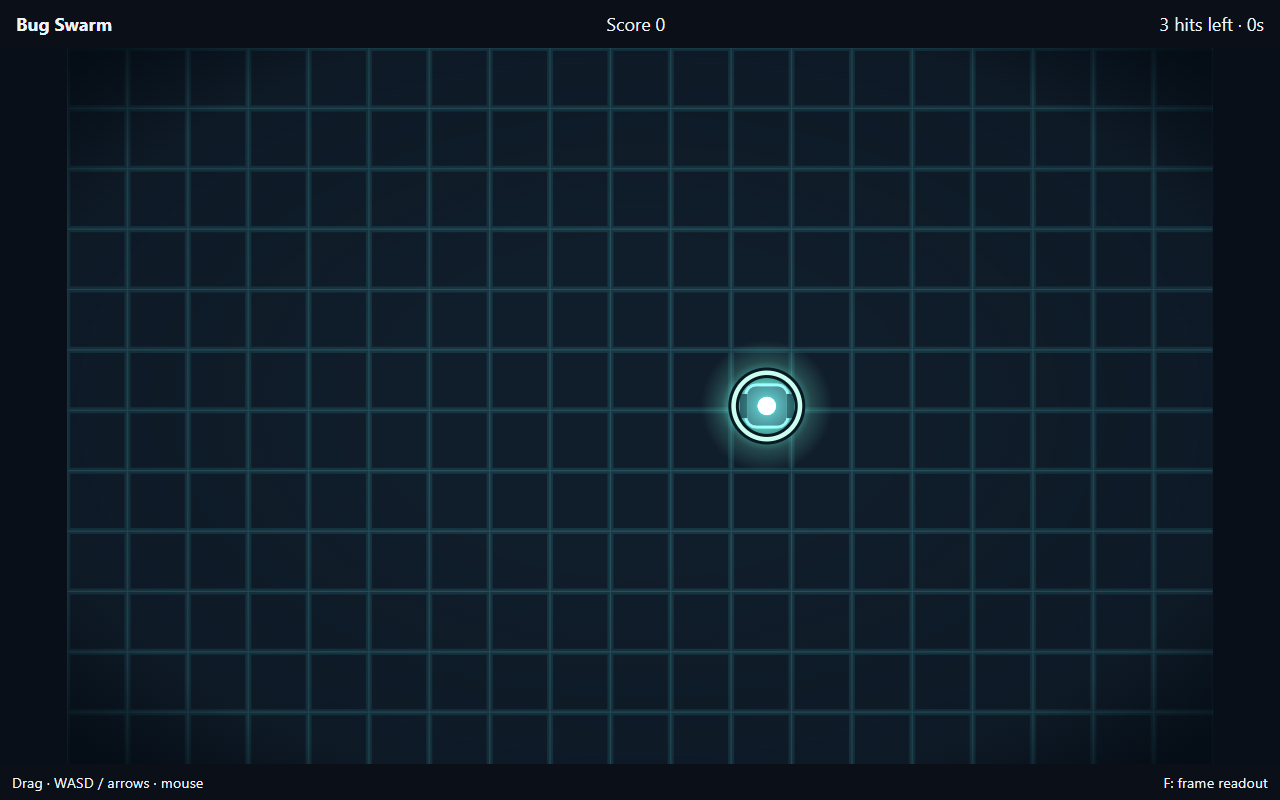 Bug Swarm
Score 0
3 hits left · 0s
Drag · WASD / arrows · mouse
F: frame readout